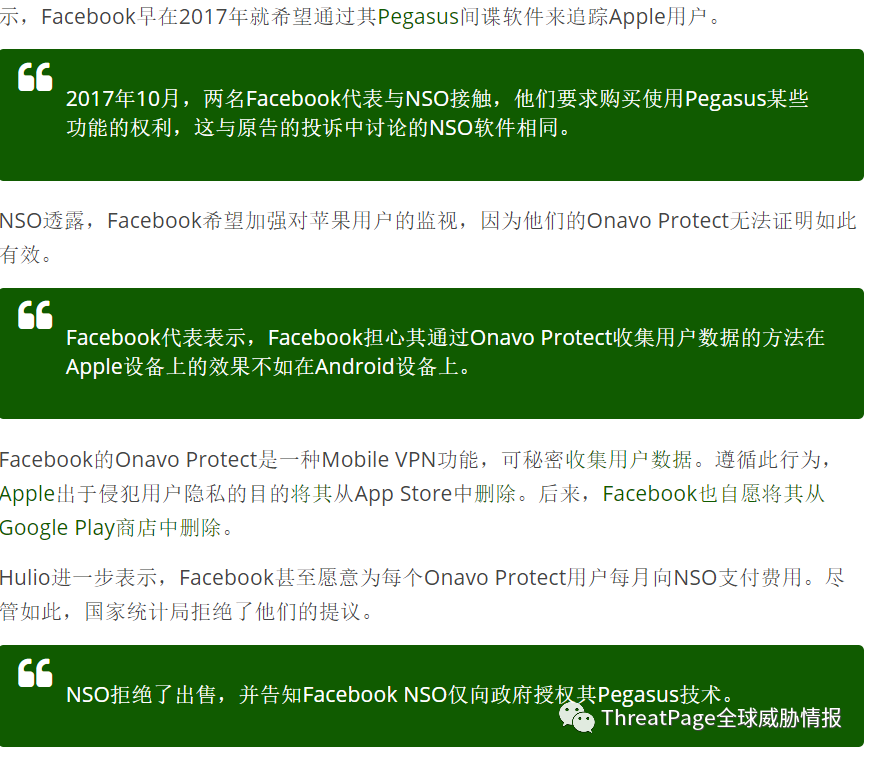 示，Facebook早在2017年就希望通过其Pegasus间谍软件来追踪Apple用户。
2017年10月，两名Facebook代表与NSO接触，他们要求购买使用Pegasus某些
功能的权利，这与原告的投诉中讨论的NSO软件相同。
NSO透露，Facebook希望加强对苹果用户的监视，因为他们的Onavo Protect无法证明如此
有效。
Facebook代表表示，Facebook担心其通过Onavo Protect收集用户数据的方法在
Apple设备上的效果不如在Android设备上。
Facebook的Onavo Protect是一种Mobile VPN功能，可秘密收集用户数据。遵循此行为，
Apple出于侵犯用户隐私的目的将其从App Store中删除。后来，Facebook也自愿将其从
Google Play商店中删除。
Hulio进一步表示，Facebook甚至愿意为每个Onavo Protect用户每月向NSO支付费用。尽
管如此，国家统计局拒绝了他们的提议。
NSO拒绝了出售，并告知Facebook NSO仅向政府授权其Pegasus技术。
ThreatPage全球威胁情报